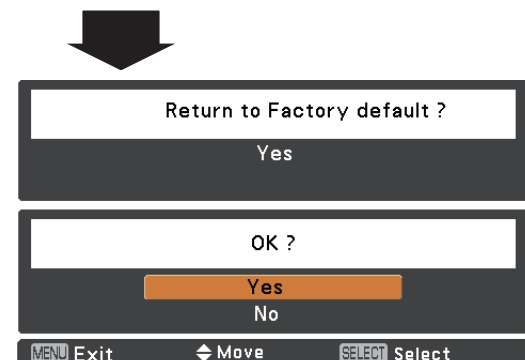 Return to Factory default ?
Yes
OK ?
Yes
No
MENU Exit Move SELECT Select